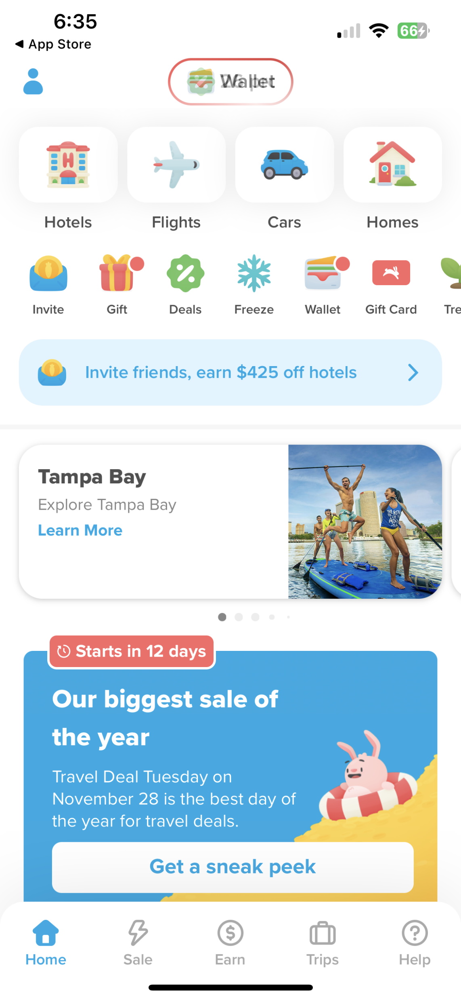 6:35
66
App Store
Wallet
Hotels
Flights
Cars
Homes
Invite
Gift
Deals
Freeze
Wallet
Gift Card
Tre
Invite friends, earn $425 off hotels
Tampa Bay
Explore Tampa Bay
Learn More
Starts in 12 days
Our biggest sale of
the year
Travel Deal Tuesday on
November 28 is the best day of
the year for travel deals.
Get a sneak peek
Home
Sale
Earn
Trips
Help